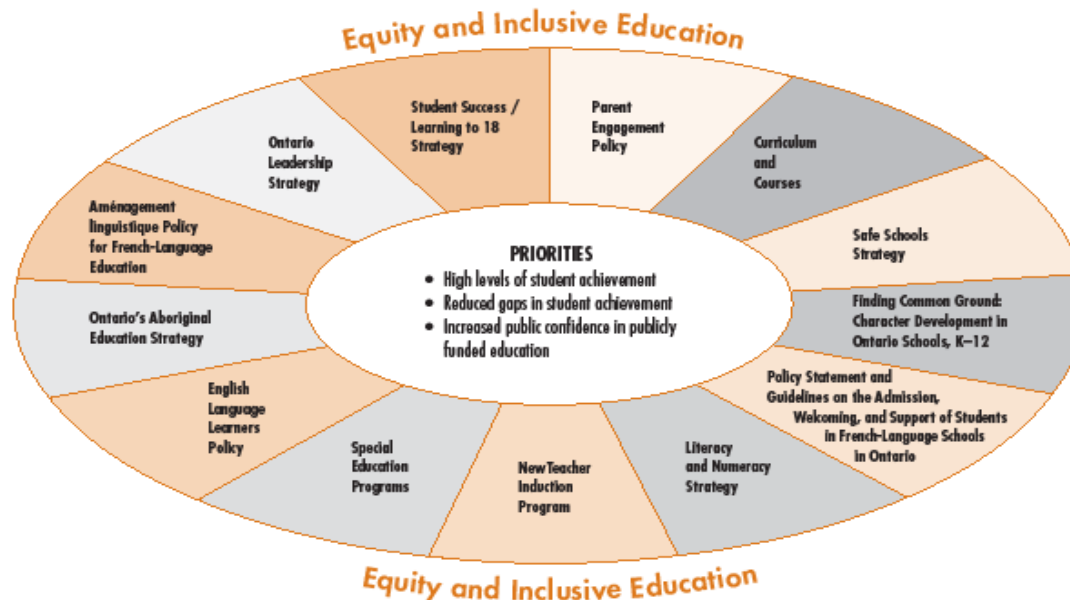 Equity and Inclusive Education
Student Success /
Learning to 18
Strategy
Parent
Engagement
Policy
Curriculum
and
Courses
Safe Schools
Strategy
Finding Common Ground:
Character Development in
Ontario Schools, K–12
Policy Statement and
Guidelines on the Admission,
Welcoming, and Support of Students
in French-Language Schools
in Ontario
Literacy
and Numeracy
Strategy
New Teacher
Induction
Program
Special
Education
Programs
English
Language
Learners
Policy
Ontario's Aboriginal
Education Strategy
Aménagement
linguistique Policy
for French-Language
Education
Ontario
Leadership
Strategy
PRIORITIES
• High levels of student achievement
• Reduced gaps in student achievement
• Increased public confidence in publicly
funded education
Equity and Inclusive Education